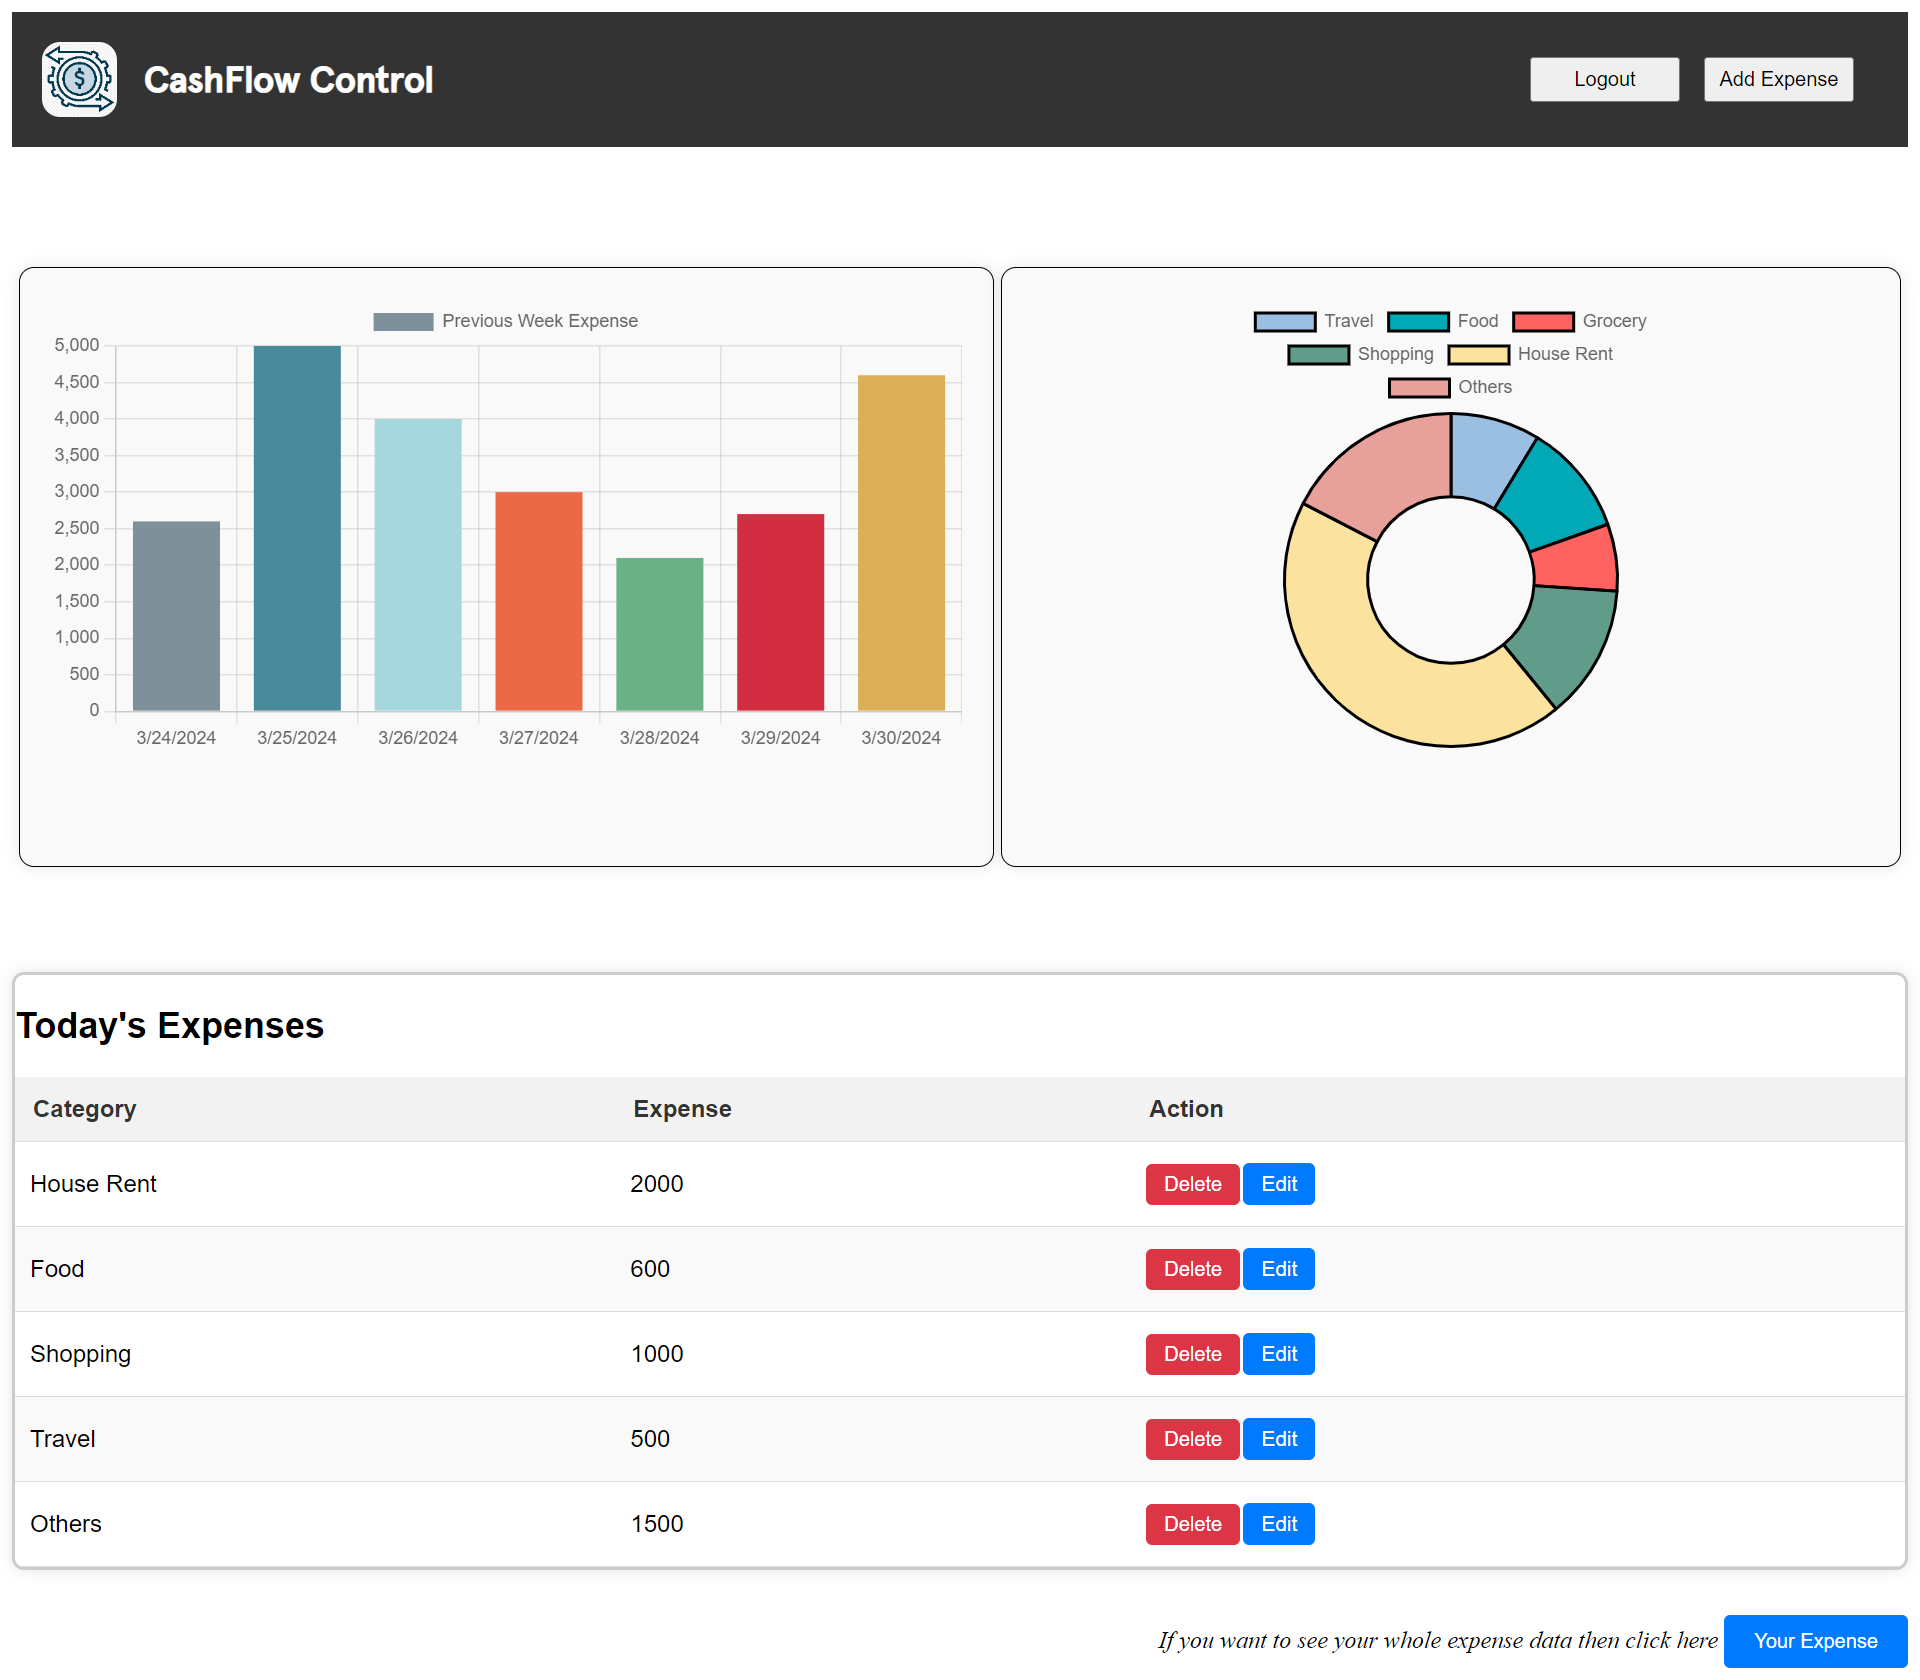 $
CashFlow Control
Logout
Add Expense
Previous Week Expense
5,000
4,500
4,000
3,500
3,000
2,500
2,000
1,500
1,000
500
0
3/24/2024 3/25/2024 3/26/2024 3/27/2024 3/28/2024 3/29/2024 3/30/2024
Travel Food Grocery
Shopping House Rent
Others
Today's Expenses
Category Expense Action
House Rent 2000 Delete Edit
Food 600 Delete Edit
Shopping 1000 Delete Edit
Travel 500 Delete Edit
Others 1500 Delete Edit
If you want to see your whole expense data then click here Your Expense